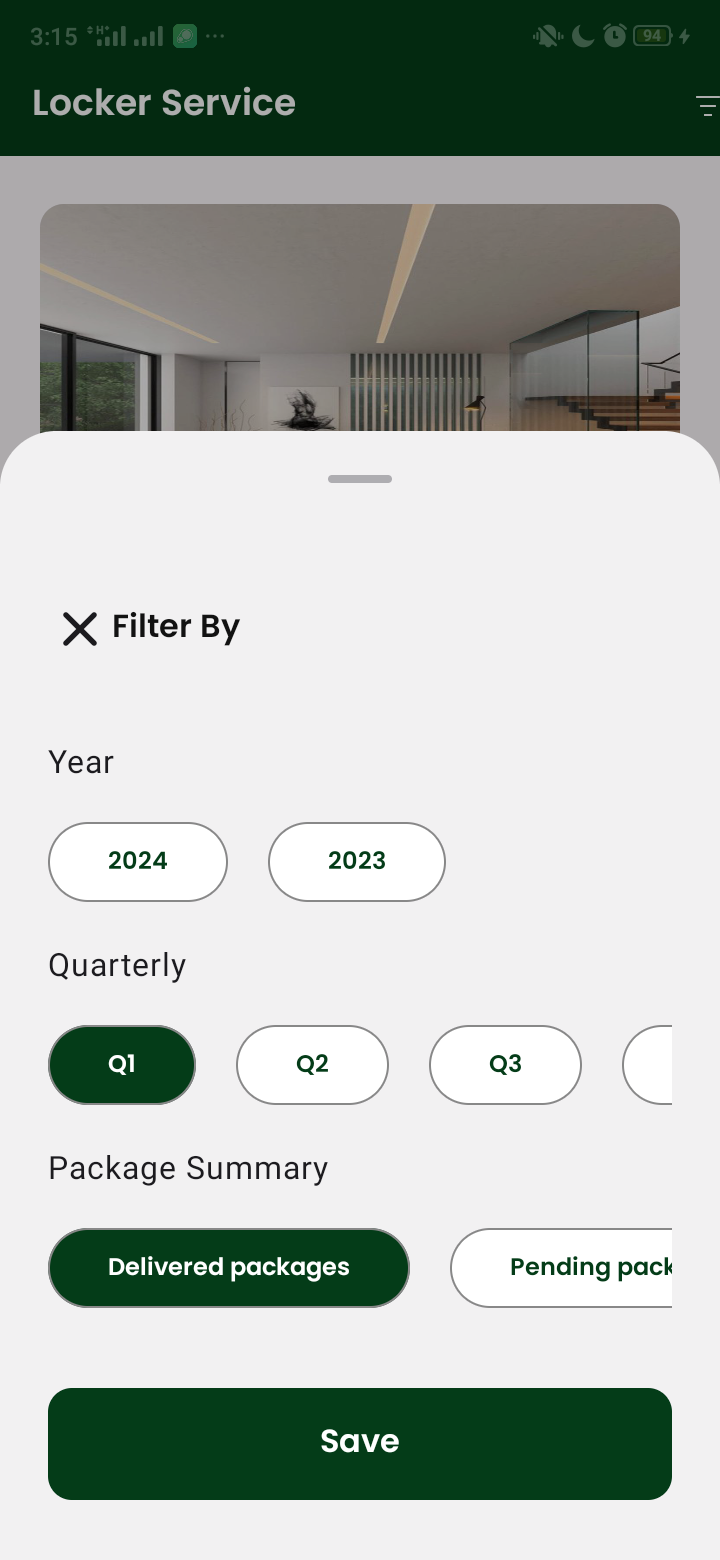 3:15 H+ 94
Locker Service
Filter By
Year
2024 2023
Quarterly
Q1 Q2 Q3
Package Summary
Delivered packages Pending pack
Save